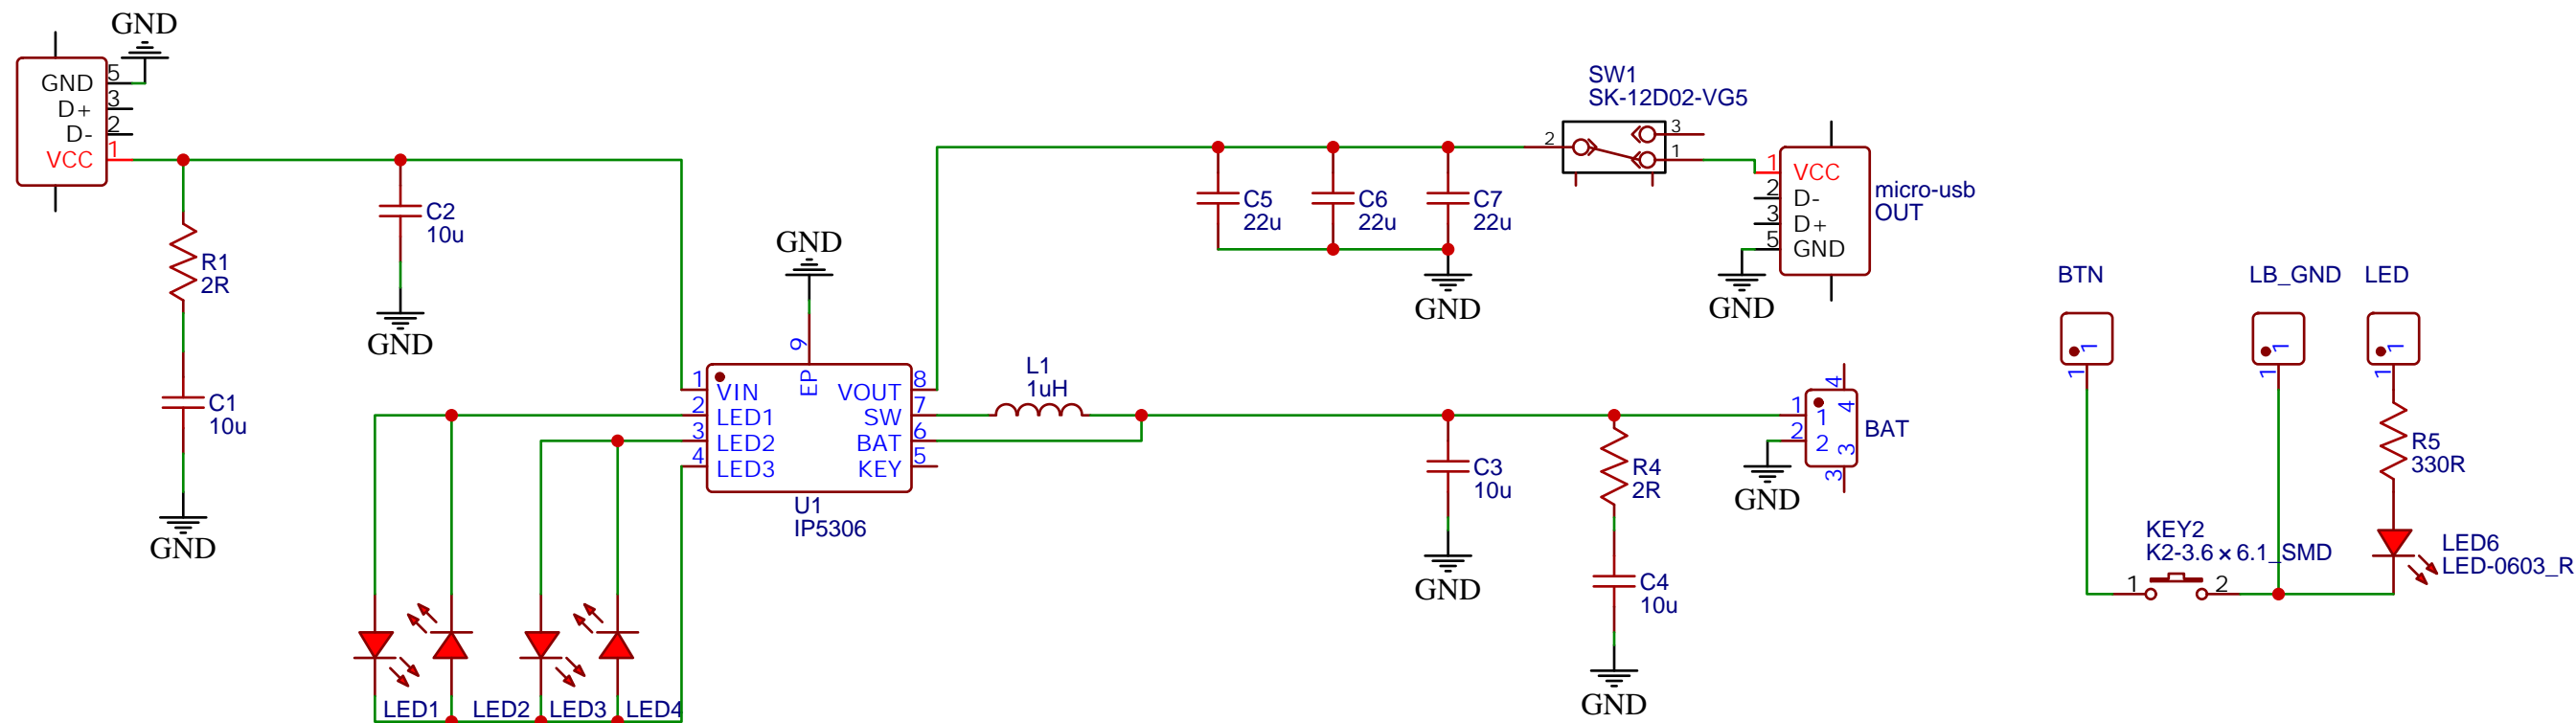 GND
GND
5
D+
3
D-
2
VCC
1
R1
2R
C1
10u
GND
C2
10u
GND
GND
9
EP
1
VIN
2
LED1
3
LED2
4
LED3
VOUT
8
SW
7
BAT
6
KEY
5
U1
IP5306
LED1
LED2
LED3
LED4
L1
1uH
C5
22u
C6
22u
C7
22u
GND
SW1
SK-12D02-VG5
2
3
1
1
VCC
2
D-
3
D+
5
GND
micro-usb
OUT
GND
C3
10u
GND
R4
2R
C4
10u
GND
4
1
1
4
2
2
3
3
BAT
GND
BTN
1
1
LB_GND
1
1
LED
1
1
R5
330R
KEY2
K2-3.6×6.1_SMD
1
2
LED6
LED-0603_R